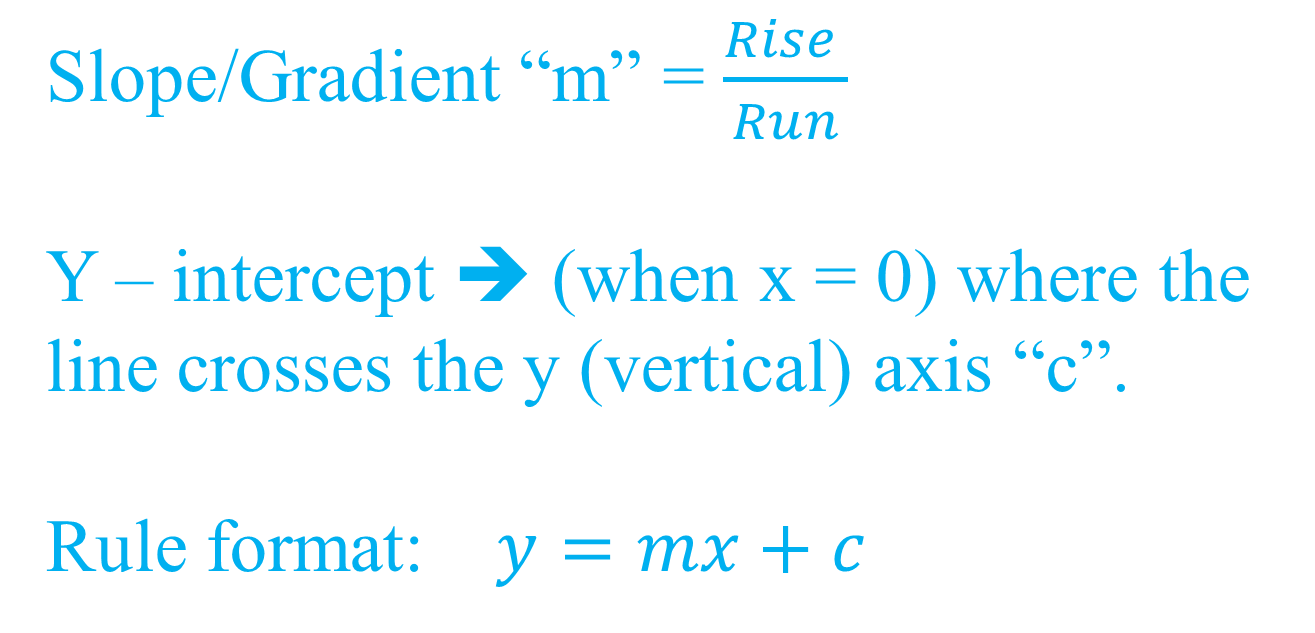 Slope/Gradient “m” = Rise/Run
Y – intercept 🡺 (when x = 0) where the
line crosses the y (vertical) axis “c”.
Rule format: y = mx + c